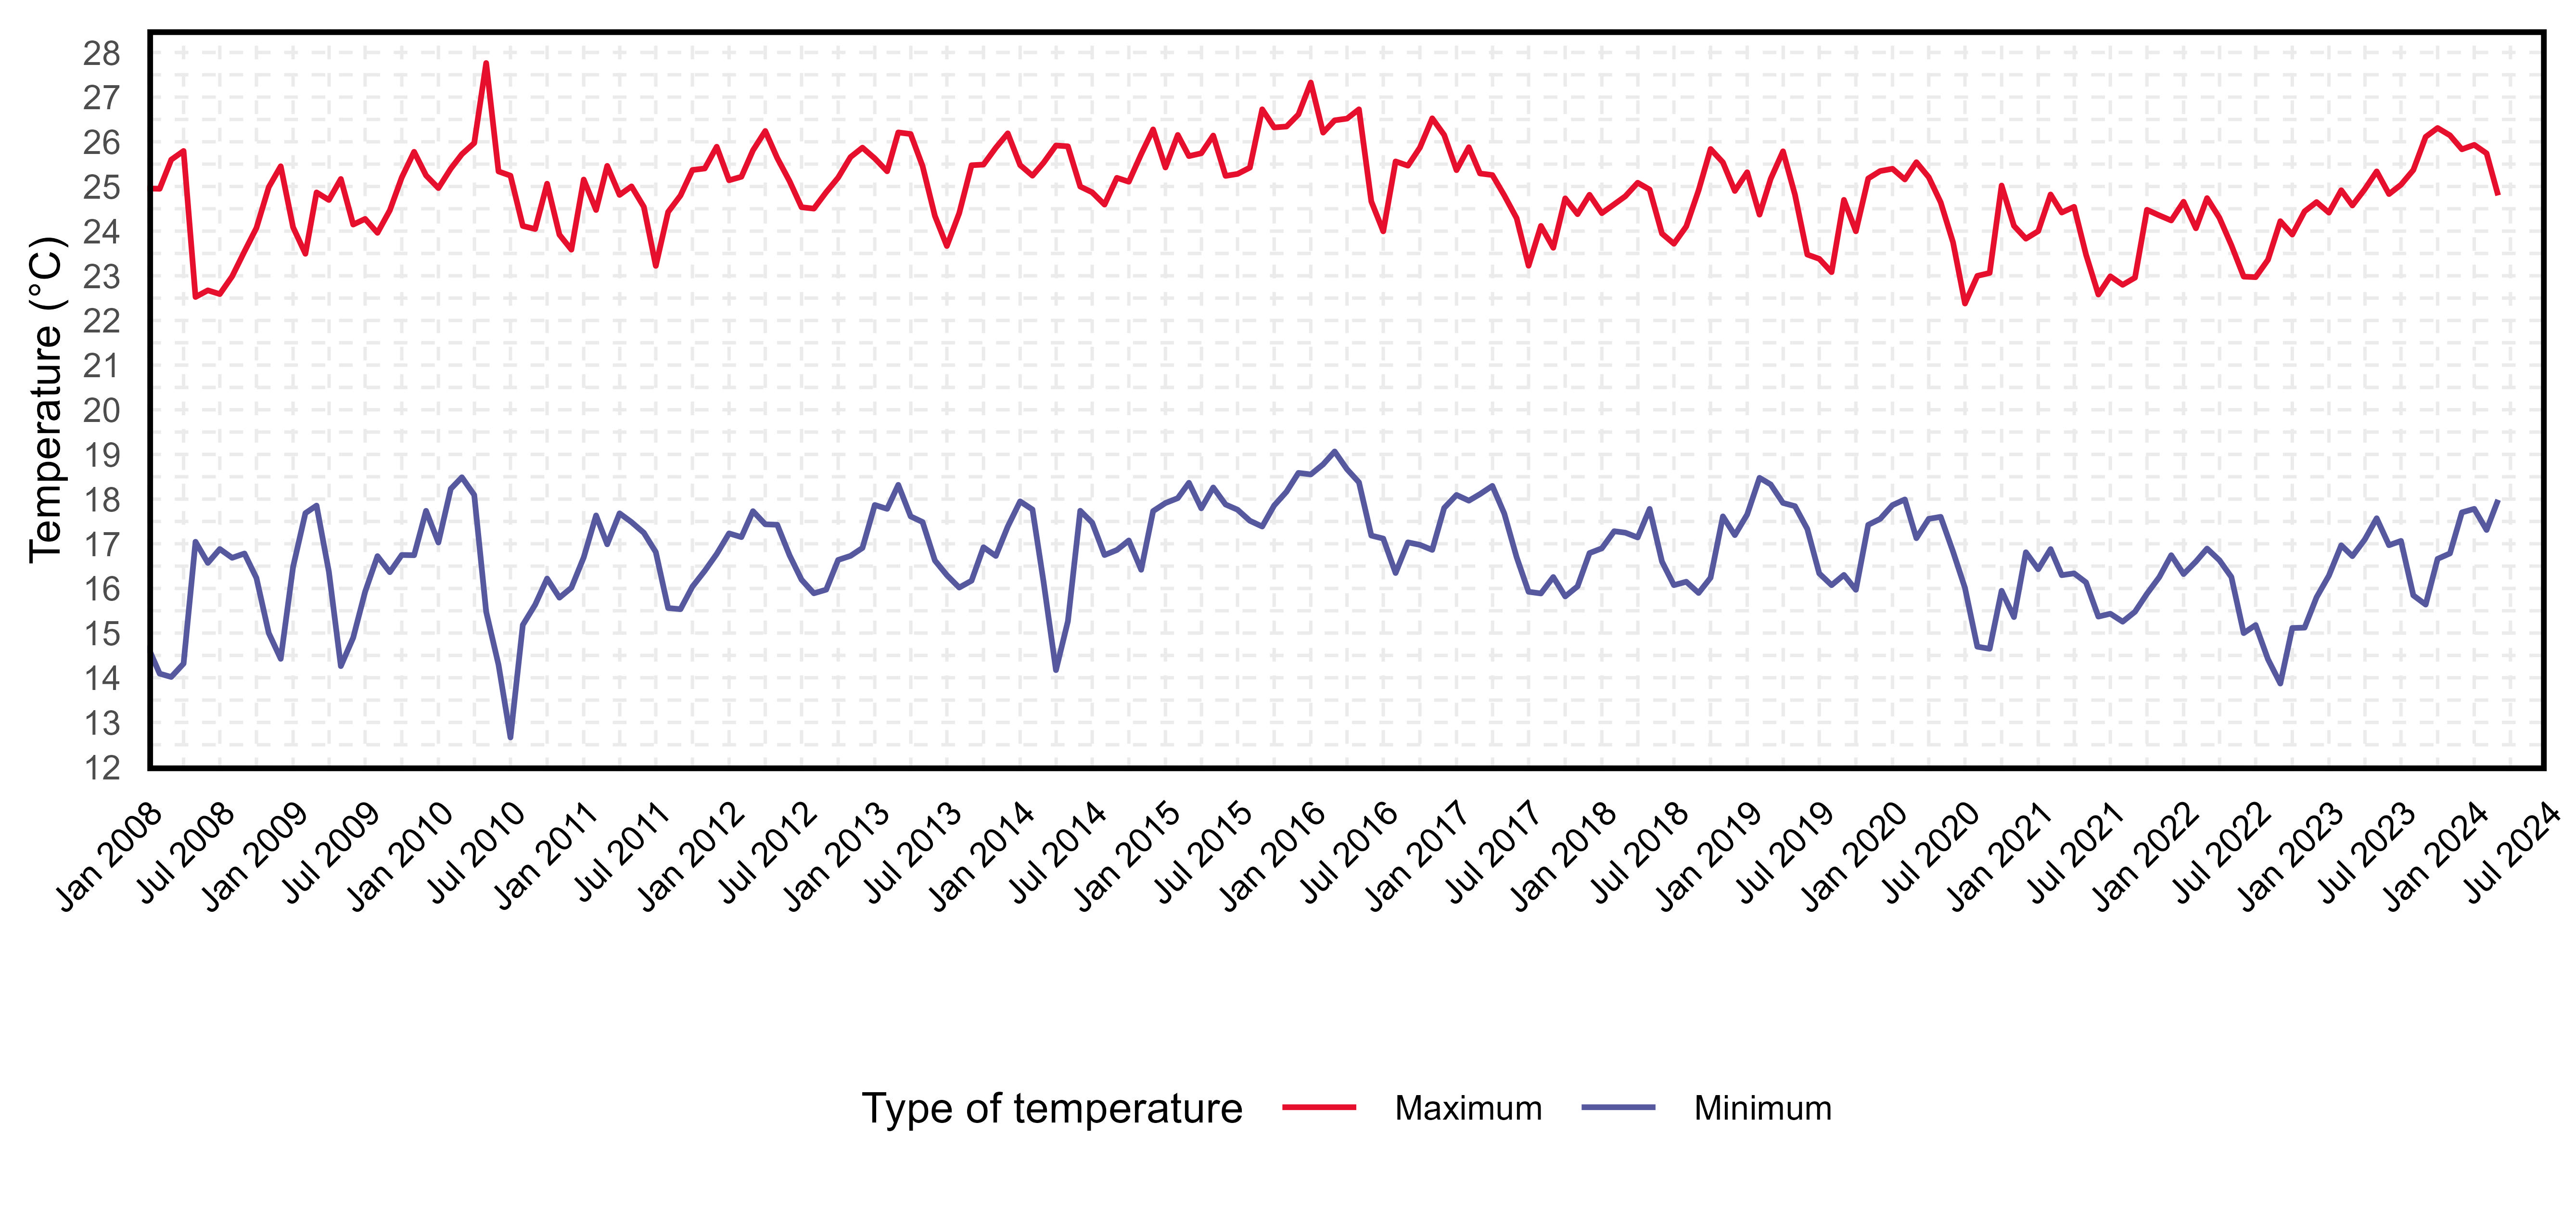 Temperature (°C)
28
27
26
25
24
23
22
21
20
19
18
17
16
15
14
13
12
Jan 2008
Jul 2008
Jan 2009
Jul 2009
Jan 2010
Jul 2010
Jan 2011
Jul 2011
Jan 2012
Jul 2012
Jan 2013
Jul 2013
Jan 2014
Jul 2014
Jan 2015
Jul 2015
Jan 2016
Jul 2016
Jan 2017
Jul 2017
Jan 2018
Jul 2018
Jan 2019
Jul 2019
Jan 2020
Jul 2020
Jan 2021
Jul 2021
Jan 2022
Jul 2022
Jan 2023
Jul 2023
Jan 2024
Jul 2024
Type of temperature Maximum Minimum